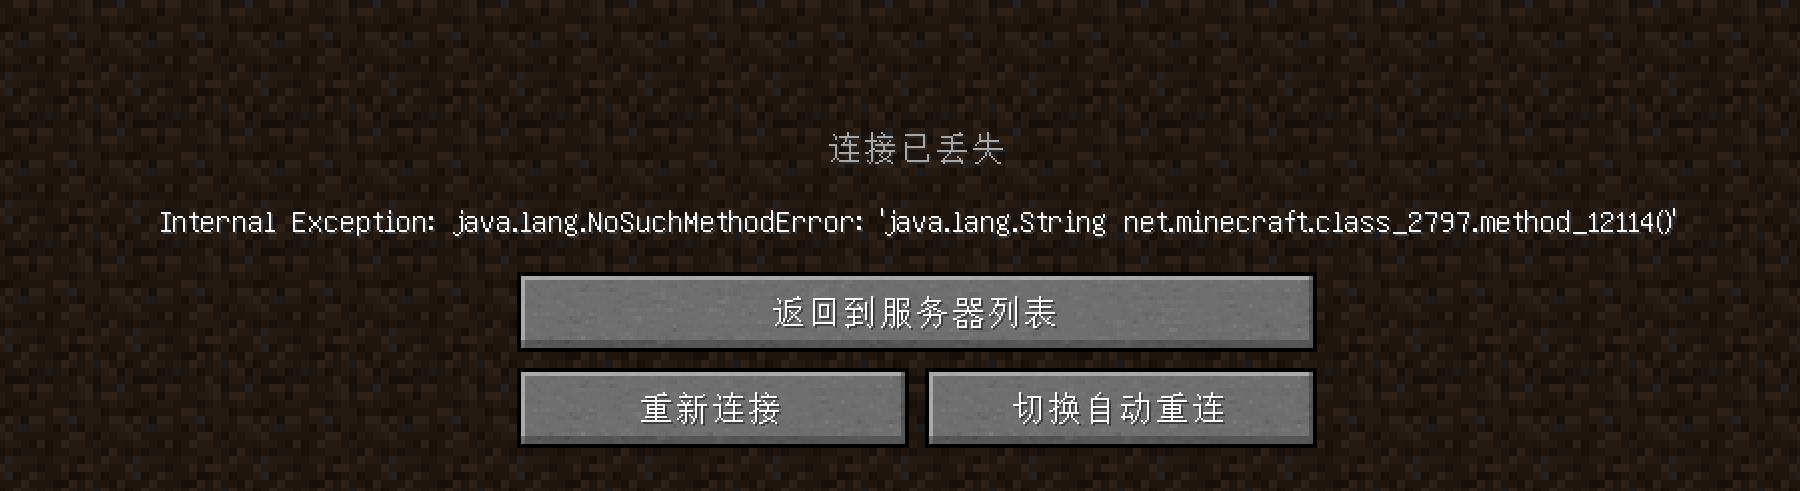 连接已丢失
Internal Exception: java.lang.NoSuchMethodError: 'java.lang.String net.minecraft.class_2797.method_12114()'
返回到服务器列表
重新连接
切换自动重连